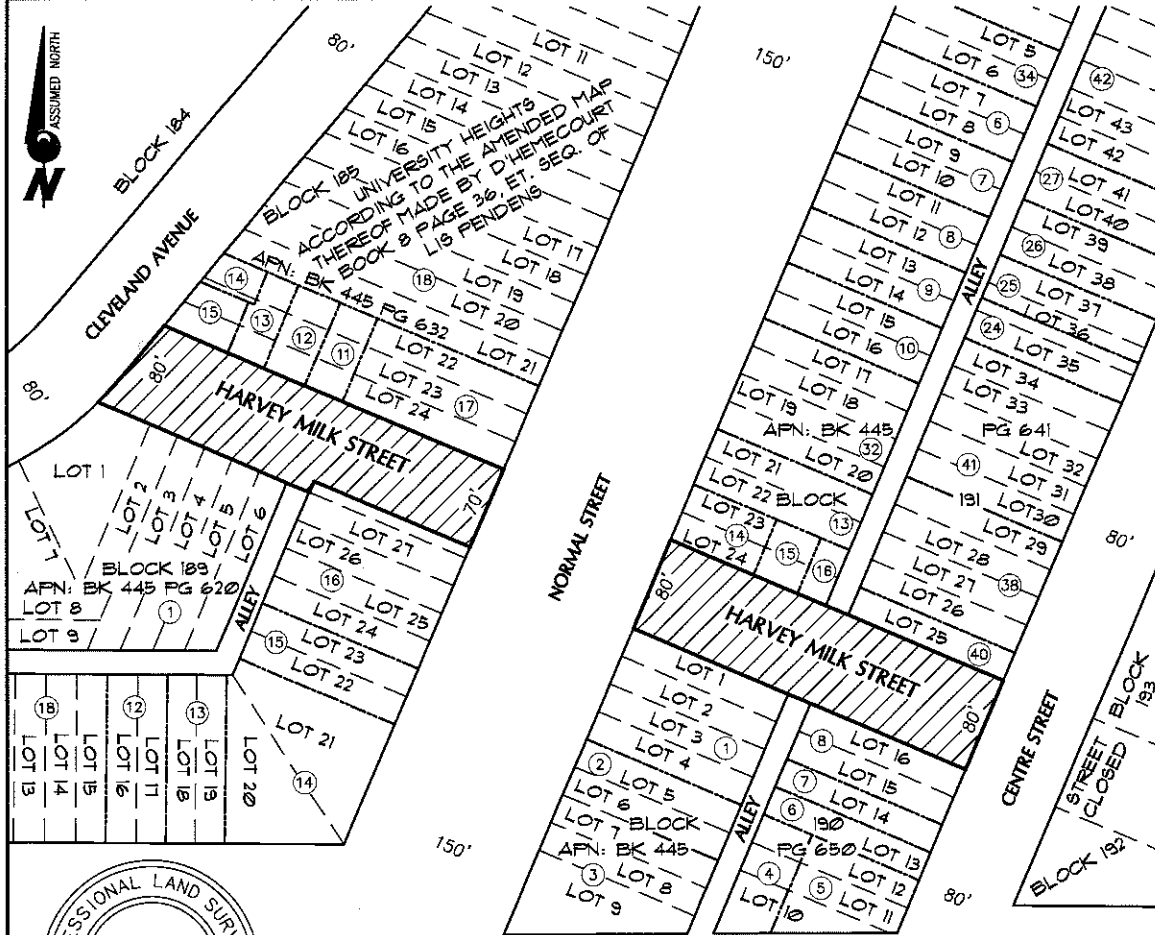 ASSUMED NORTH
N
BLOCK 184
80'
CLEVELAND AVENUE
80'
LOT 11
LOT 12
LOT 13
LOT 14
LOT 15
LOT 16
BLOCK 185
UNIVERSITY HEIGHTS
ACCORDING TO THE AMENDED MAP
THEREOF MADE BY D'HEMECOURT
BOOK 8 PAGE 36, ET. SEQ. OF
LIS PENDENS
APN: BK 445 PG 632
LOT 17
LOT 18
18
LOT 19
LOT 20
LOT 21
LOT 22
LOT 23
LOT 24
17
14
15
13
12
11
80'
HARVEY MILK STREET
70'
LOT 1
LOT 2
LOT 3
LOT 4
LOT 5
LOT 6
LOT 7
BLOCK 189
APN: BK 445 PG 620
LOT 8
1
LOT 9
ALLEY
LOT 27
LOT 26
16
LOT 25
LOT 24
15
LOT 23
LOT 22
LOT 21
14
18
12
13
LOT 13
LOT 14
LOT 15
LOT 16
LOT 17
LOT 18
LOT 19
LOT 20
150'
NORMAL STREET
150'
LOT 5
LOT 6
34
LOT 7
LOT 8
6
LOT 9
LOT 10
7
LOT 11
LOT 12
8
LOT 13
LOT 14
9
LOT 15
LOT 16
10
LOT 17
LOT 18
LOT 19
APN: BK 445
32
LOT 20
LOT 21
LOT 22
BLOCK
13
LOT 23
14
15
16
LOT 24
ALLEY
42
LOT 43
LOT 42
27
LOT 41
LOT 40
LOT 39
26
LOT 38
25
LOT 37
LOT 36
24
LOT 35
LOT 34
LOT 33
PG 641
LOT 32
41
LOT 31
191
LOT 30
LOT 29
LOT 28
38
LOT 27
LOT 26
LOT 25
40
80'
HARVEY MILK STREET
80'
LOT 1
LOT 2
LOT 3
1
LOT 4
2
LOT 5
LOT 6
LOT 7
BLOCK
APN: BK 445
3
LOT 8
LOT 9
ALLEY
8
LOT 16
LOT 15
7
LOT 14
6
190
PG 650
LOT 13
LOT 12
4
5
LOT 11
LOT 10
80'
CENTRE STREET
80'
BLOCK 193
STREET CLOSED
BLOCK 192
ESSIONAL LAND SURV